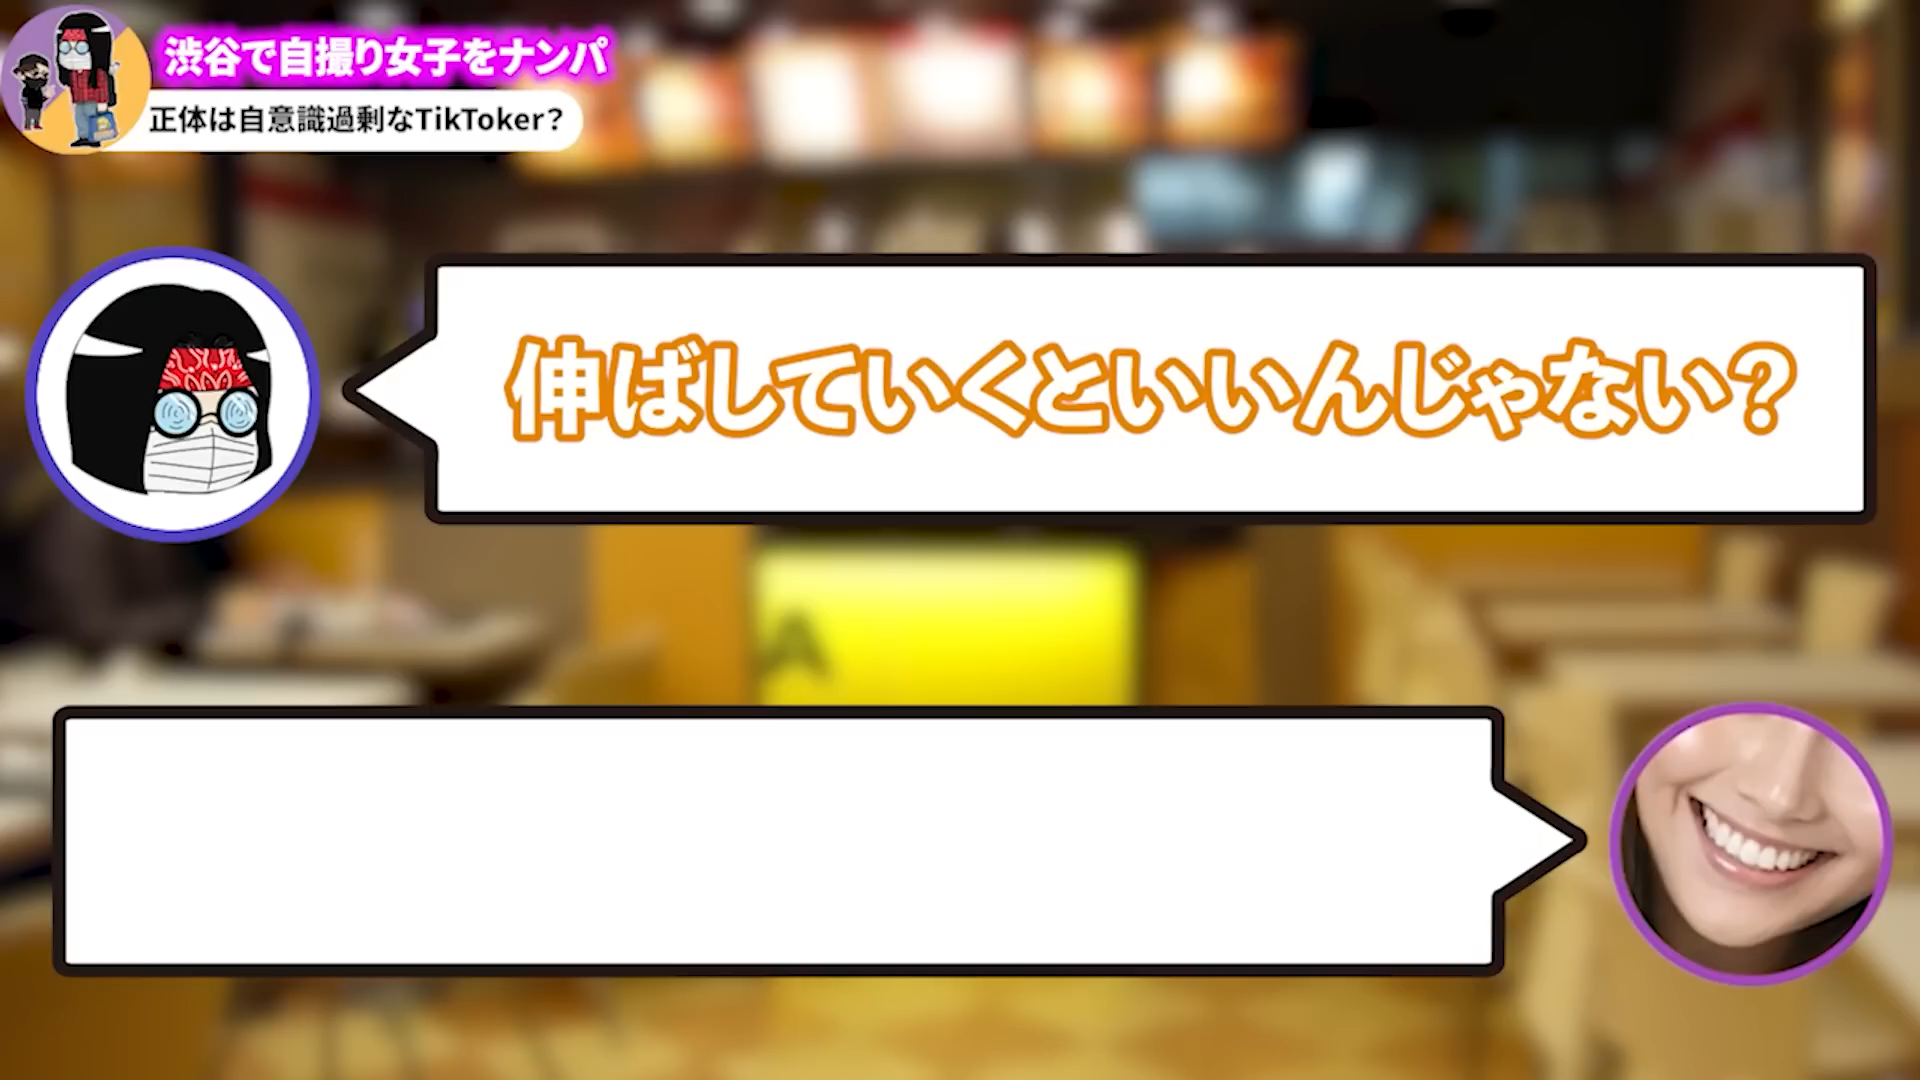 渋谷で自撮り女子をナンパ
正体は自意識過剰なTikToker？
伸ばしていくといいんじゃない？
A